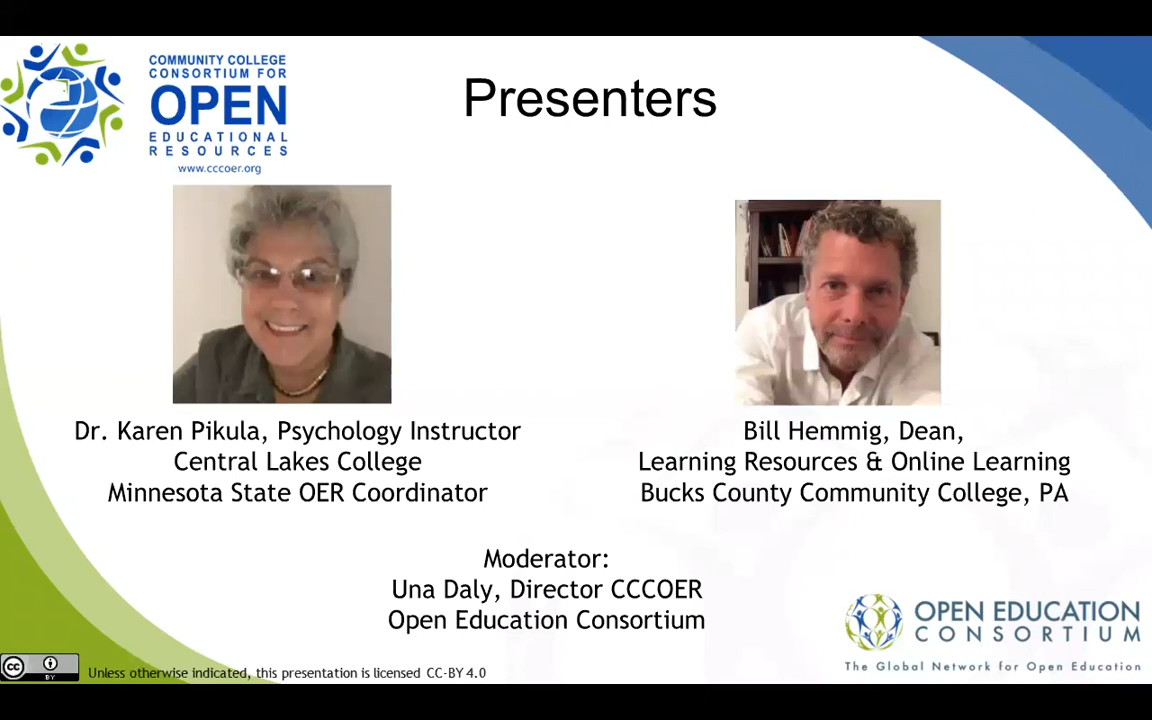 COMMUNITY COLLEGE
CONSORTIUM FOR
OPEN
EDUCATIONAL
RESOURCES
www.cccoer.org
Presenters
Dr. Karen Pikula, Psychology Instructor
Central Lakes College
Minnesota State OER Coordinator
Bill Hemmig, Dean,
Learning Resources & Online Learning
Bucks County Community College, PA
Moderator:
Una Daly, Director CCCOER
Open Education Consortium
OPEN EDUCATION
CONSORTIUM
The Global Network for Open Education
cc
BY
Unless otherwise indicated, this presentation is licensed CC-BY 4.0